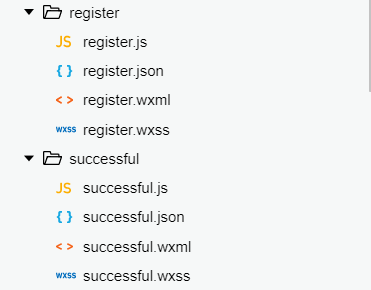 register
JS register.js
{ } register.json
< > register.wxml
wxss register.wxss
successful
JS successful.js
{ } successful.json
< > successful.wxml
wxss successful.wxss